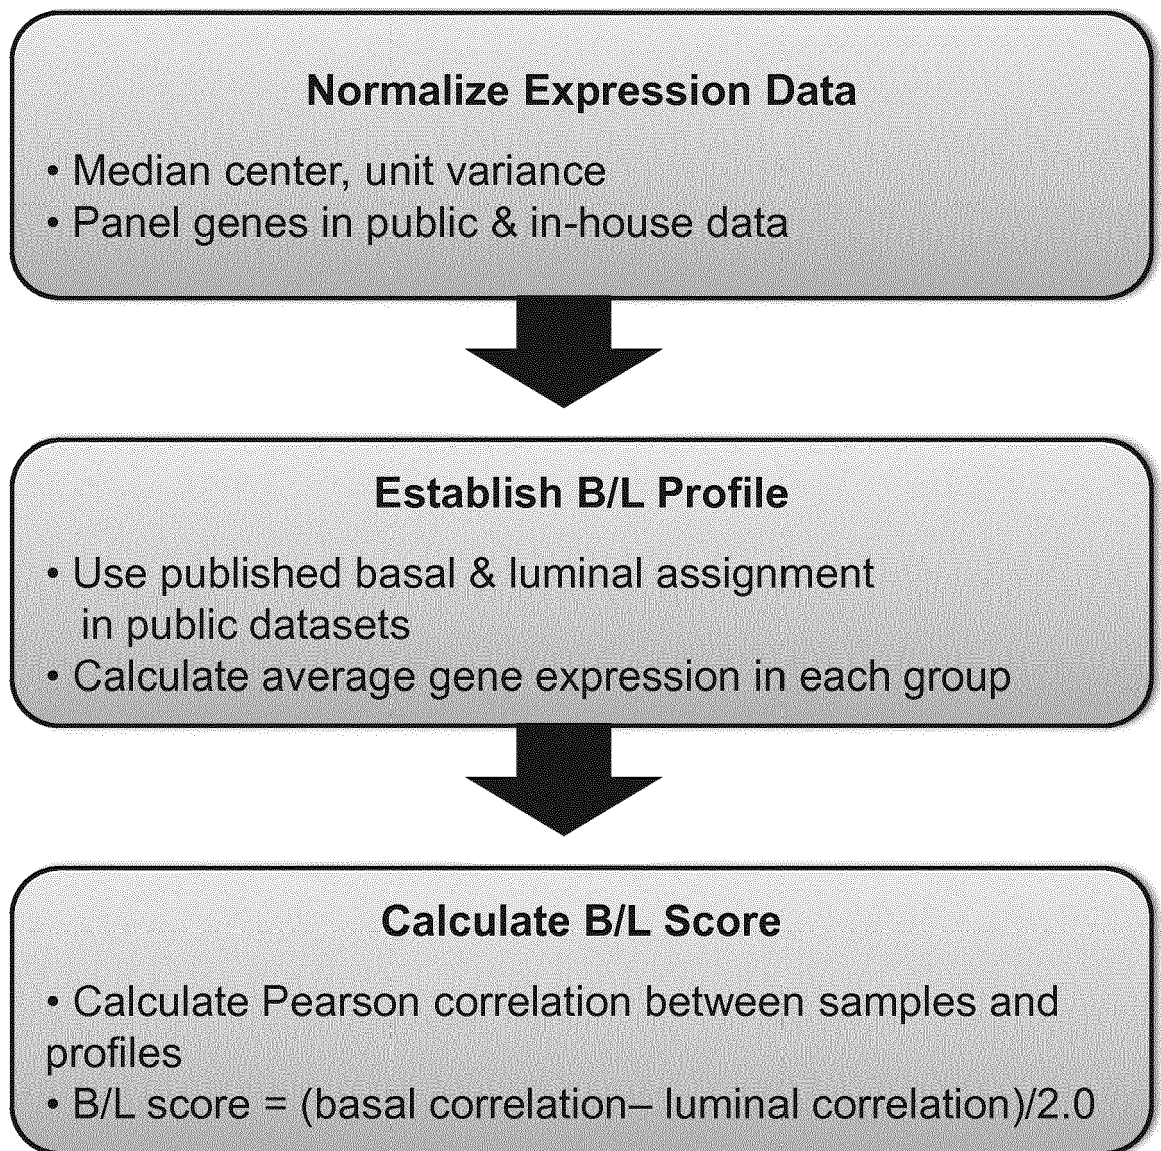 Normalize Expression Data
• Median center, unit variance
• Panel genes in public & in-house data
Establish B/L Profile
• Use published basal & luminal assignment
in public datasets
• Calculate average gene expression in each group
Calculate B/L Score
• Calculate Pearson correlation between samples and
profiles
• B/L score = (basal correlation– luminal correlation)/2.0